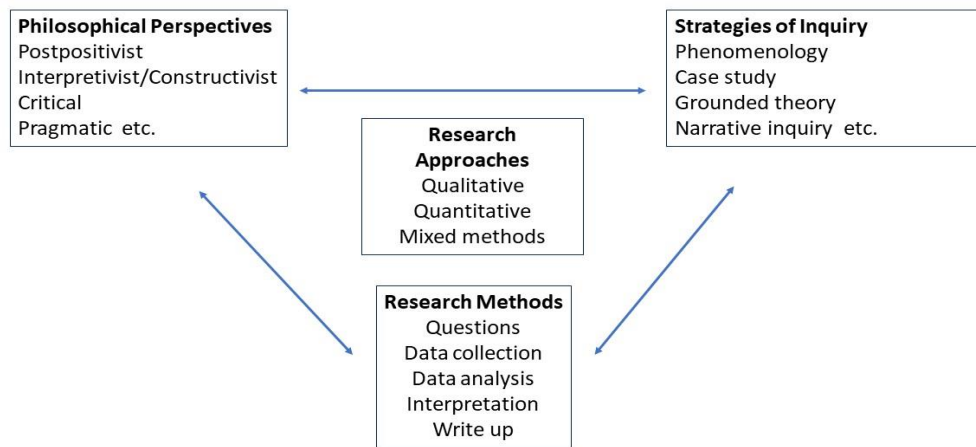 Philosophical Perspectives
Postpositivist
Interpretivist/Constructivist
Critical
Pragmatic etc.
Strategies of Inquiry
Phenomenology
Case study
Grounded theory
Narrative inquiry etc.
Research
Approaches
Qualitative
Quantitative
Mixed methods
Research Methods
Questions
Data collection
Data analysis
Interpretation
Write up